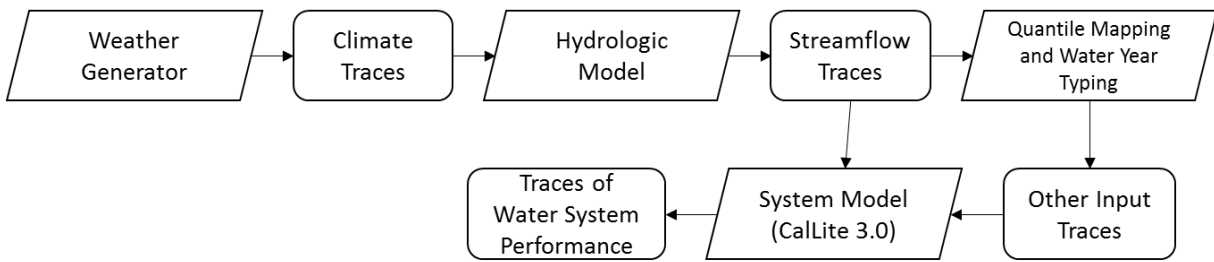 Weather
Generator
Climate
Traces
Hydrologic
Model
Streamflow
Traces
Quantile Mapping
and Water Year
Typing
Traces of
Water System
Performance
System Model
(CalLite 3.0)
Other Input
Traces